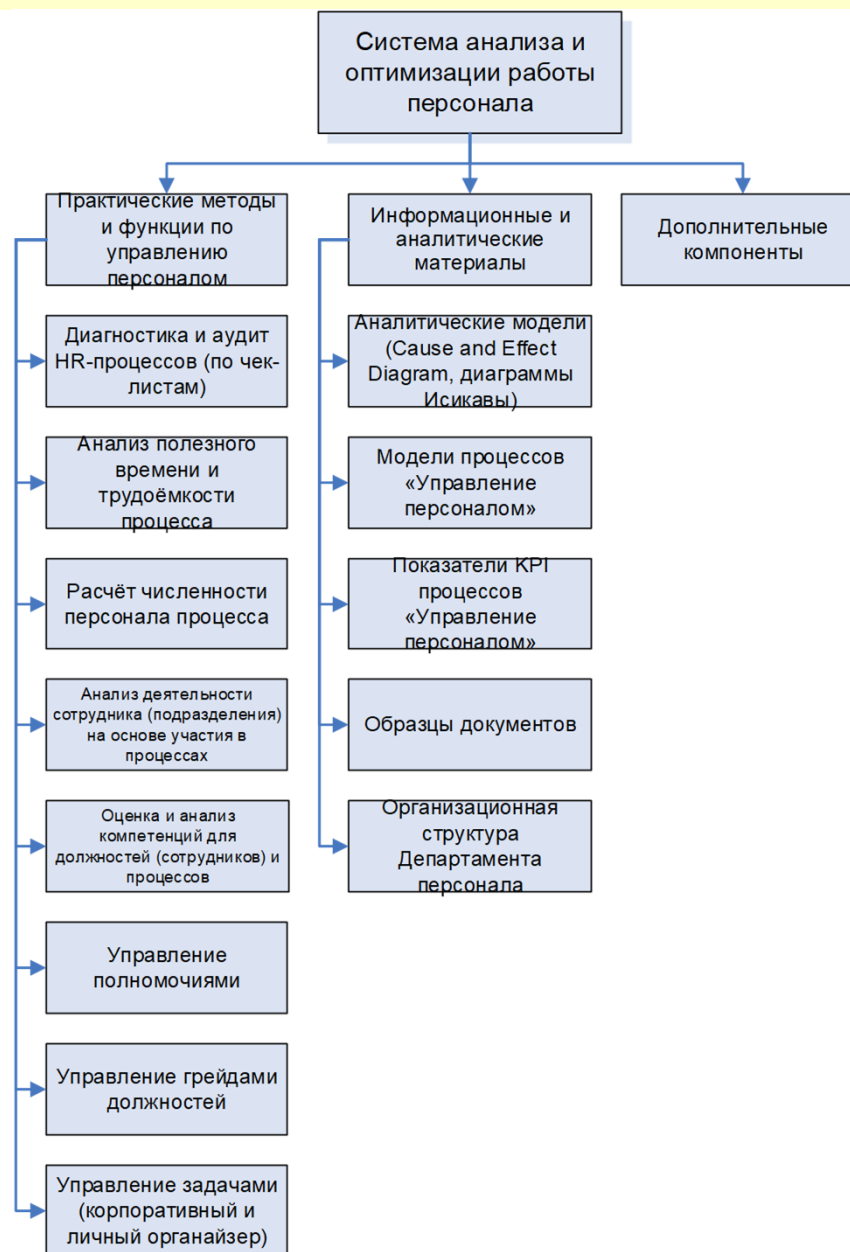 Система анализа и
оптимизации работы
персонала
Практические методы
и функции по
управлению
персоналом
Информационные и
аналитические
материалы
Дополнительные
компоненты
Диагностика и аудит
HR-процессов (по чек-
листам)
Анализ полезного
времени и
трудоёмкости
процесса
Расчёт численности
персонала процесса
Анализ деятельности
сотрудника (подразделения)
на основе участия в
процессах
Оценка и анализ
компетенций для
должностей (сотрудников) и
процессов
Управление
полномочиями
Управление грейдами
должностей
Управление задачами
(корпоративный и
личный органайзер)
Аналитические модели
(Cause and Effect
Diagram, диаграммы
Исикавы)
Модели процессов
«Управление
персоналом»
Показатели KPI
процессов
«Управление
персоналом»
Образцы документов
Организационная
структура
Департамента
персонала